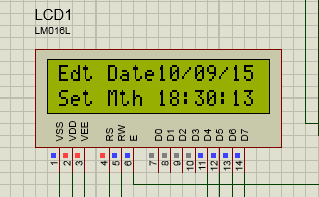 LCD1
LM016L
Edt Date10/09/15
Set Mth 18:30:13
VSS VDD VEE RS RW E D0 D1 D2 D3 D4 D5 D6 D7
1 2 3 4 5 6 7 8 9 10 11 12 13 14